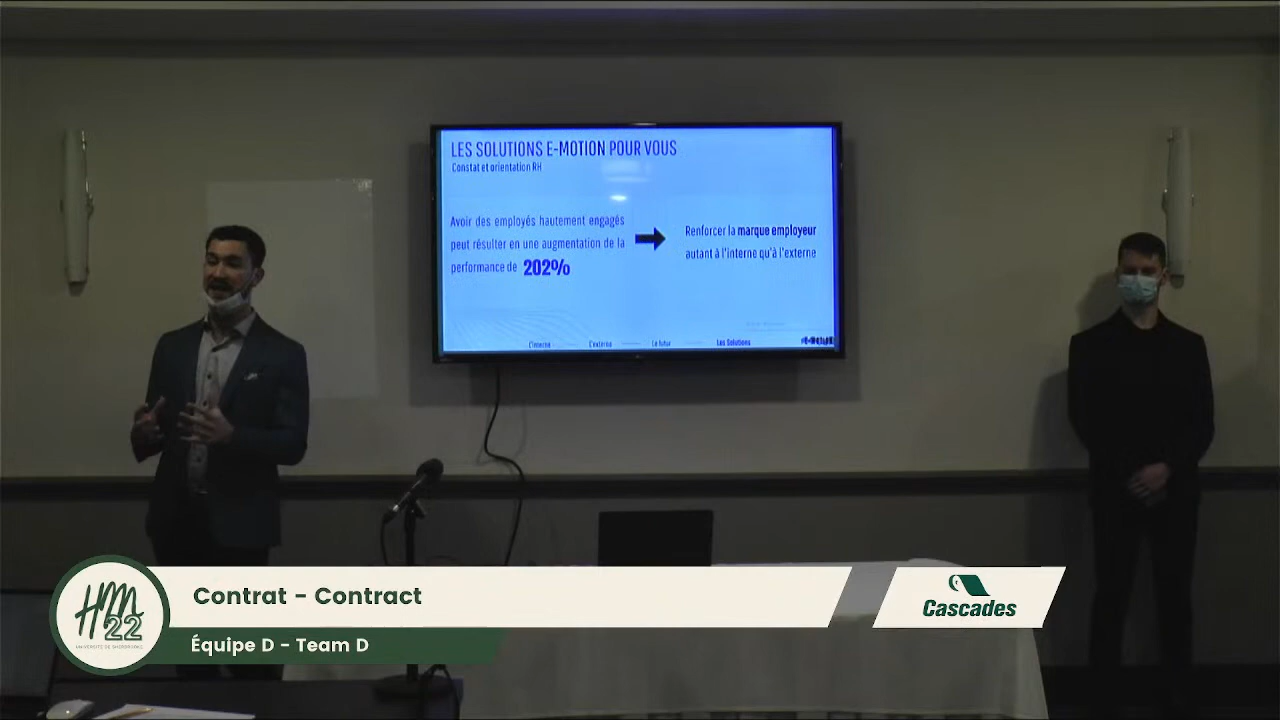 LES SOLUTIONS E-MOTION POUR VOUS
Constat et orientation RH
Avoir des employés hautement engagés
peut résulter en une augmentation de la
performance de 202%
Renforcer la marque employeur
autant à l'interne qu'à l'externe
L'interne L'externe Le futur Les Solutions
Contrat - Contract
Équipe D - Team D
HM
22
UNIVERSITÉ DE SHERBROOKE
Cascades